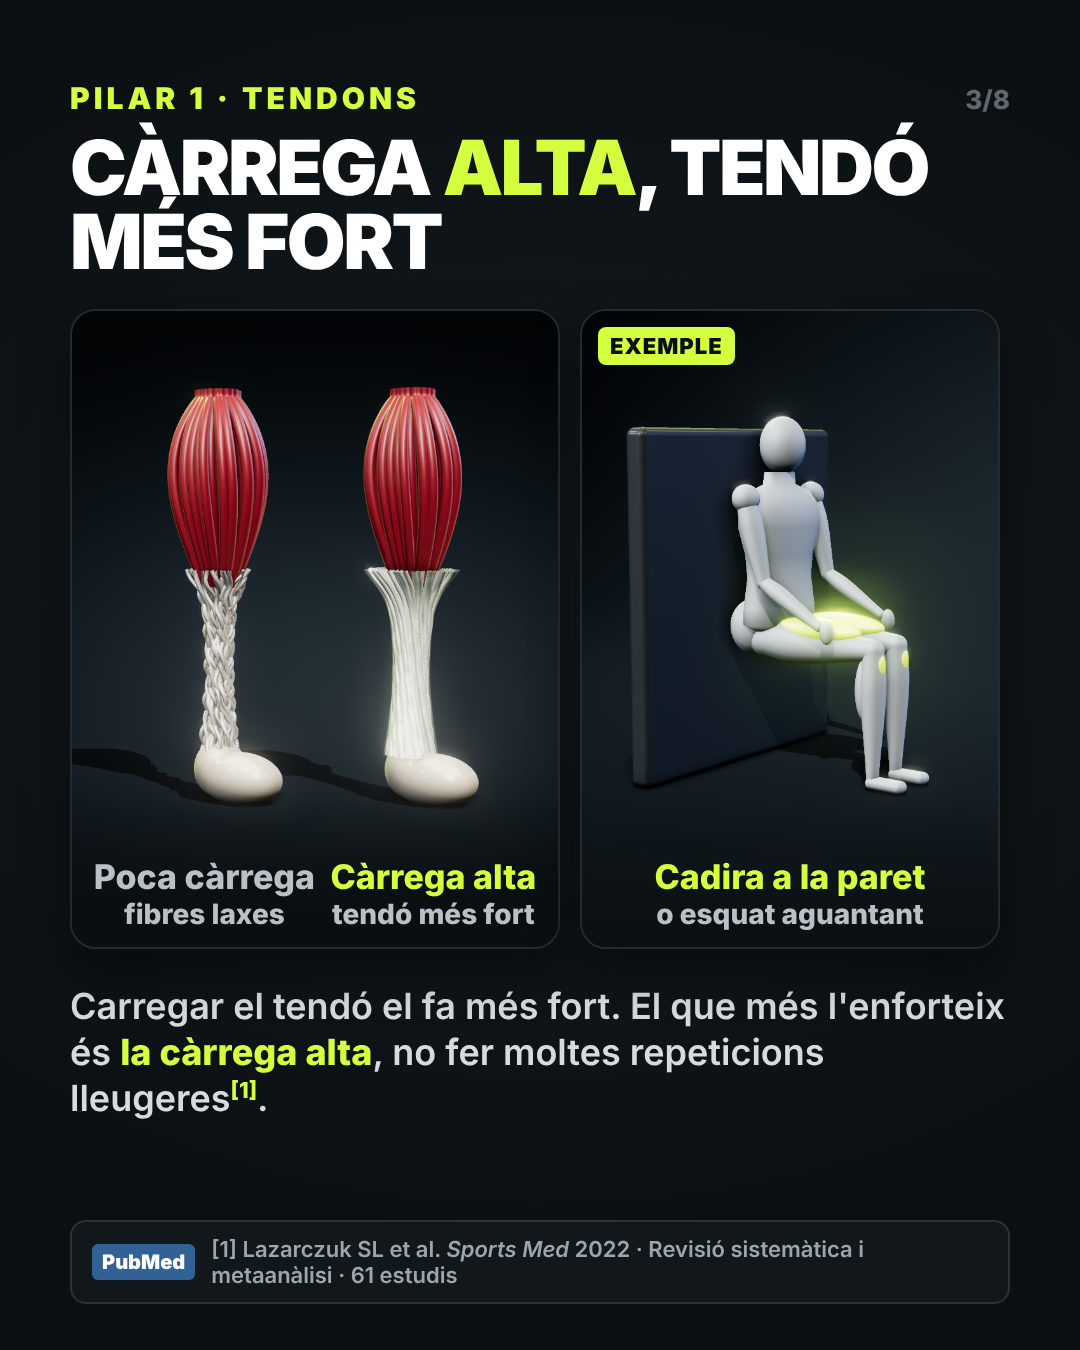 PILAR 1 · TENDONS
3/8
CÀRREGA ALTA, TENDÓ
MÉS FORT
EXEMPLE
Poca càrrega
fibres laxes
Càrrega alta
tendó més fort
Cadira a la paret
o esquat aguantant
Carregar el tendó el fa més fort. El que més l'enforteix
és la càrrega alta, no fer moltes repeticions
lleugeres[1].
PubMed
[1] Lazarczuk SL et al. Sports Med 2022 · Revisió sistemàtica i
metaanàlisi · 61 estudis